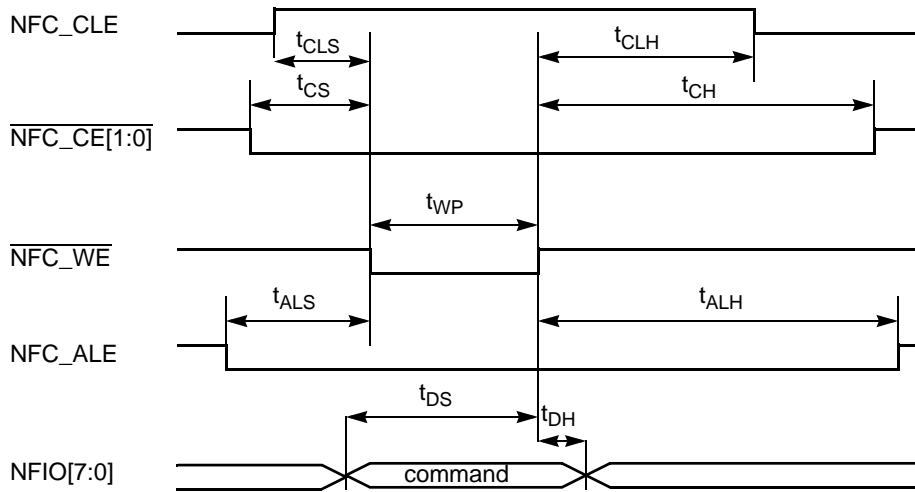 NFC_CLE
tCLS
tCLH
tCS
tCH
NFC_CE[1:0]
tWP
NFC_WE
tALS
tALH
NFC_ALE
tDS
tDH
NFIO[7:0]
command